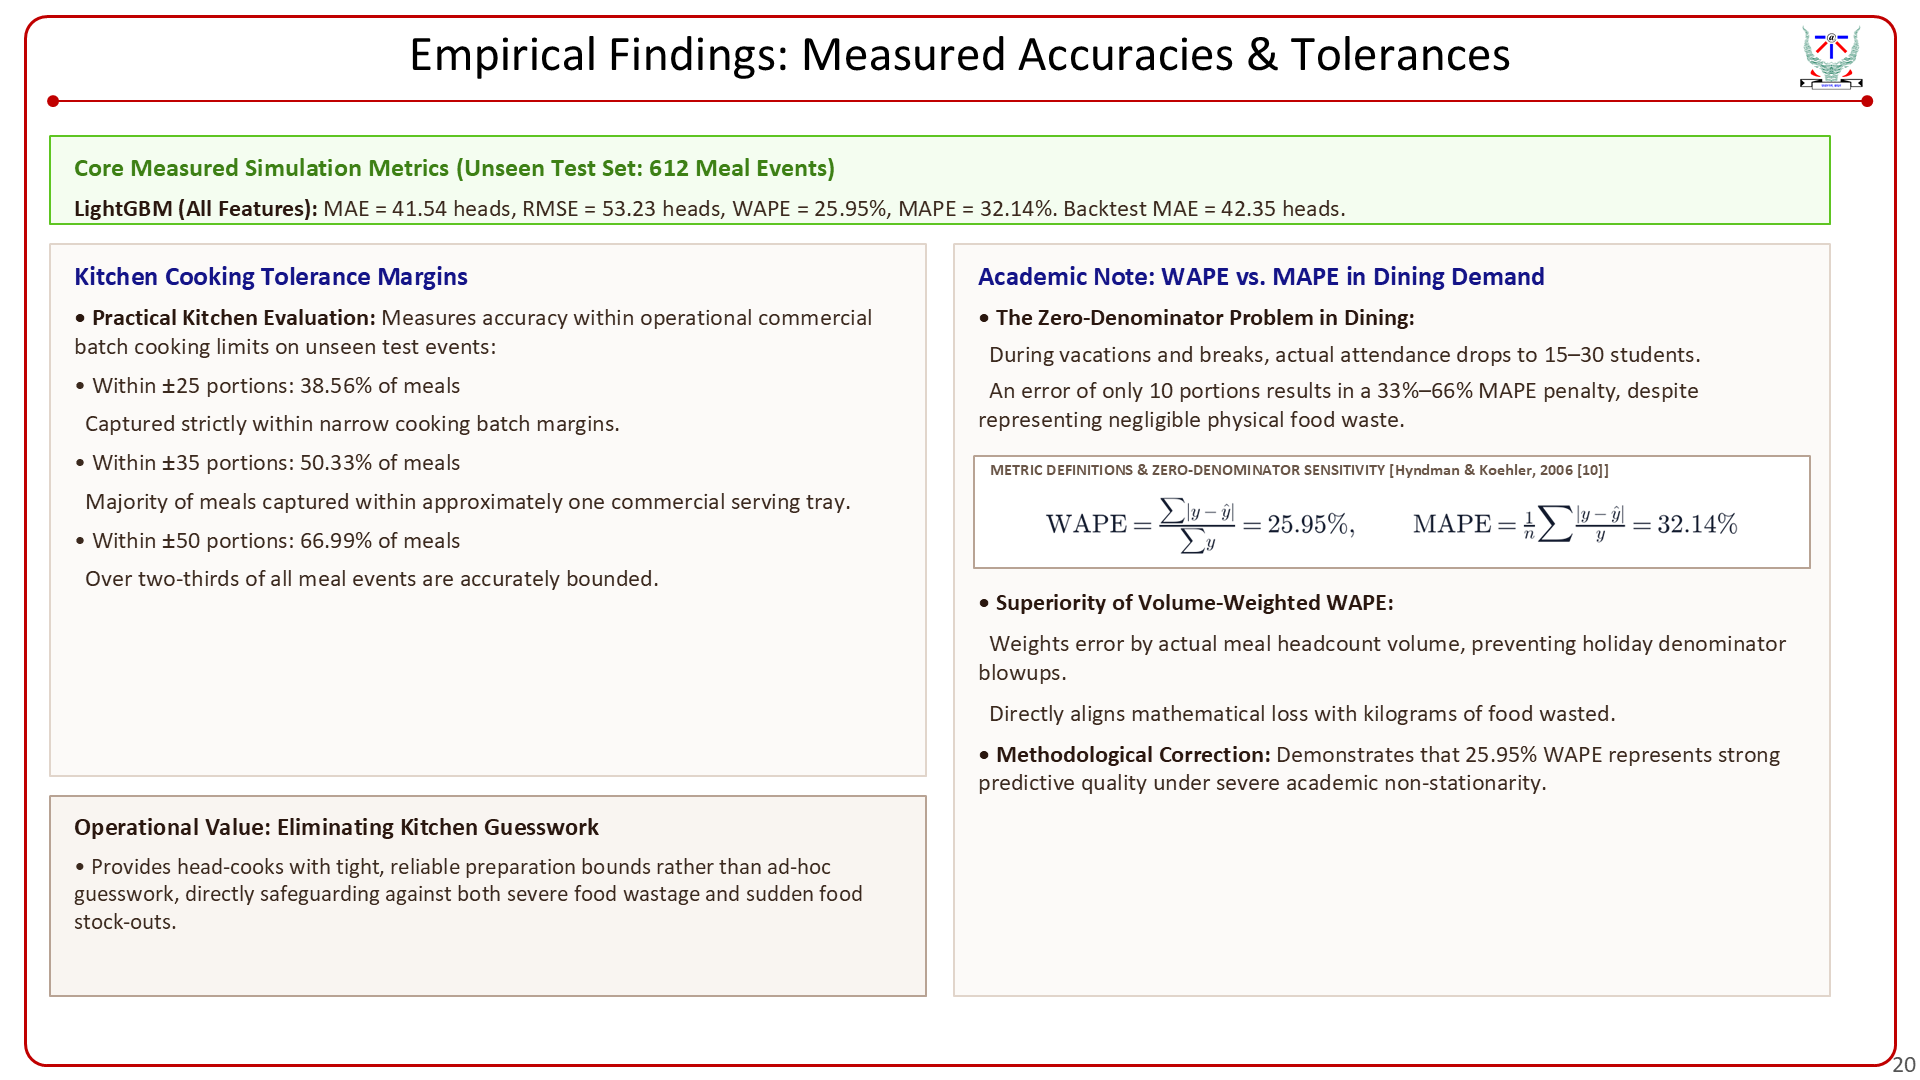 Empirical Findings: Measured Accuracies & Tolerances
Core Measured Simulation Metrics (Unseen Test Set: 612 Meal Events)
LightGBM (All Features): MAE = 41.54 heads, RMSE = 53.23 heads, WAPE = 25.95%, MAPE = 32.14%. Backtest MAE = 42.35 heads.
Kitchen Cooking Tolerance Margins
• Practical Kitchen Evaluation: Measures accuracy within operational commercial
batch cooking limits on unseen test events:
• Within ±25 portions: 38.56% of meals
Captured strictly within narrow cooking batch margins.
• Within ±35 portions: 50.33% of meals
Majority of meals captured within approximately one commercial serving tray.
• Within ±50 portions: 66.99% of meals
Over two-thirds of all meal events are accurately bounded.
Operational Value: Eliminating Kitchen Guesswork
• Provides head-cooks with tight, reliable preparation bounds rather than ad-hoc
guesswork, directly safeguarding against both severe food wastage and sudden food
stock-outs.
Academic Note: WAPE vs. MAPE in Dining Demand
• The Zero-Denominator Problem in Dining:
During vacations and breaks, actual attendance drops to 15–30 students.
An error of only 10 portions results in a 33%–66% MAPE penalty, despite
representing negligible physical food waste.
METRIC DEFINITIONS & ZERO-DENOMINATOR SENSITIVITY [Hyndman & Koehler, 2006 [10]]
WAPE = ∑|y − ŷ| / ∑y = 25.95%, MAPE = 1/n ∑ |y − ŷ| / y = 32.14%
• Superiority of Volume-Weighted WAPE:
Weights error by actual meal headcount volume, preventing holiday denominator
blowups.
Directly aligns mathematical loss with kilograms of food wasted.
• Methodological Correction: Demonstrates that 25.95% WAPE represents strong
predictive quality under severe academic non-stationarity.
20